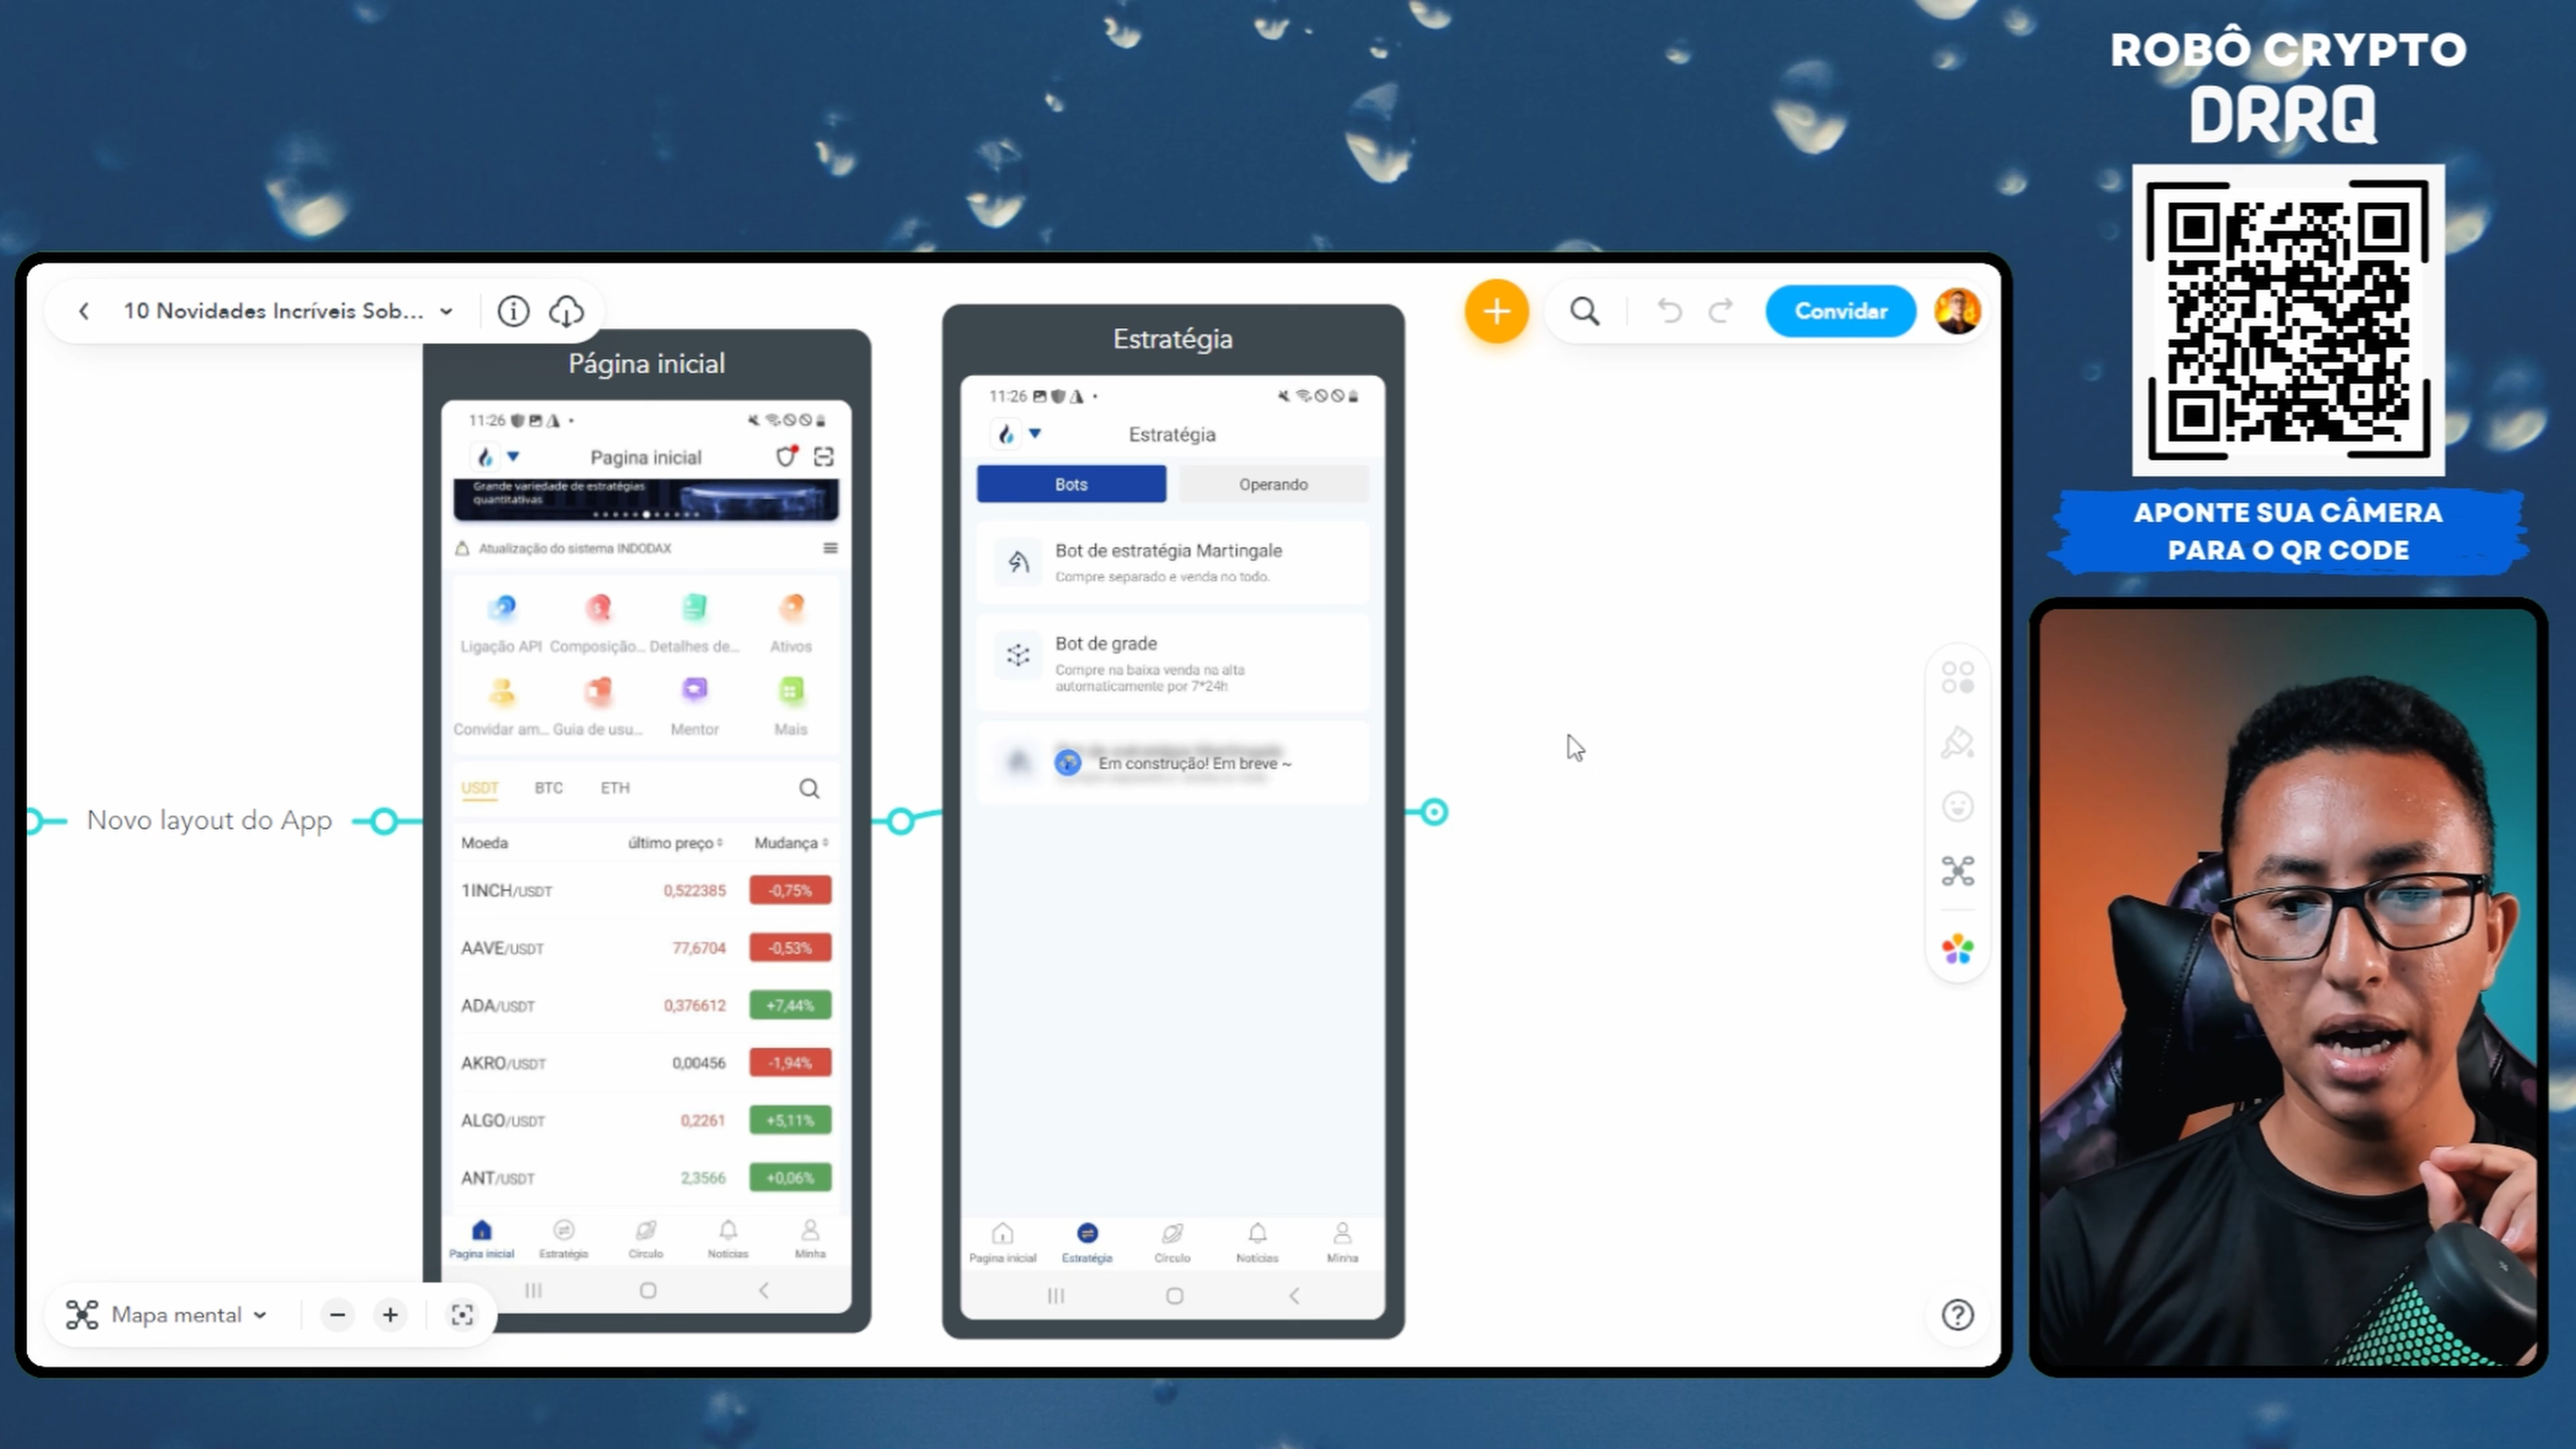 ROBÔ CRYPTO
DRRQ
APONTE SUA CÂMERA
PARA O QR CODE
10 Novidades Incríveis Sob...
Convidar
Novo layout do App
Página inicial
11:26
Pagina inicial
Grande variedade de estratégias
quantitativas
Atualização do sistema INDODAX
Ligação API Composição... Detalhes de... Ativos
Convidar am... Guia de usu... Mentor Mais
USDT BTC ETH
Moeda último preço Mudança
1INCH/USDT 0,522385 -0,75%
AAVE/USDT 77,6704 -0,53%
ADA/USDT 0,376612 +7,44%
AKRO/USDT 0,00456 -1,94%
ALGO/USDT 0,2261 +5,11%
ANT/USDT 2,3566 +0,06%
Pagina inicial Estratégia Círculo Notícias Minha
Estratégia
11:26
Estratégia
Bots Operando
Bot de estratégia Martingale
Compre separado e venda no todo.
Bot de grade
Compre na baixa venda na alta
automaticamente por 7*24h
Em construção! Em breve ~
Pagina inicial Estratégia Círculo Notícias Minha
Mapa mental